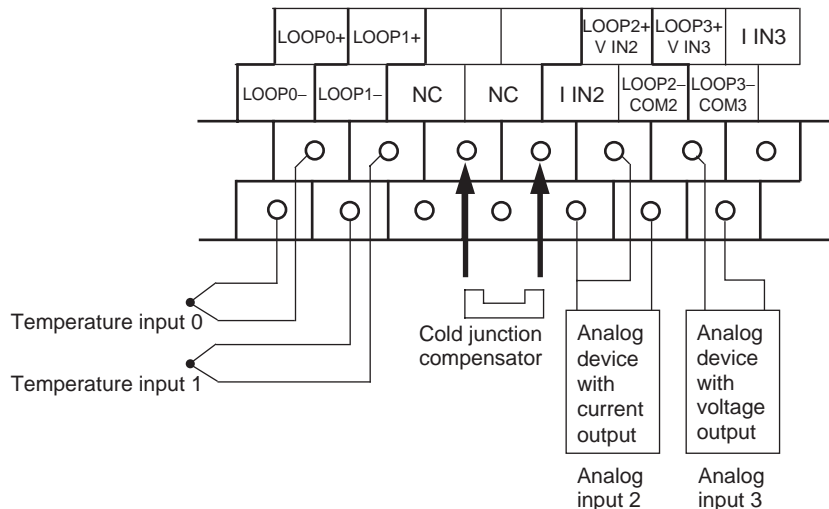 LOOP0+
LOOP1+
LOOP2+
V IN2
LOOP3+
V IN3
I IN3
LOOP0–
LOOP1–
NC
NC
I IN2
LOOP2–
COM2
LOOP3–
COM3
Temperature input 0
Temperature input 1
Cold junction
compensator
Analog
device
with
current
output
Analog
device
with
voltage
output
Analog
input 2
Analog
input 3